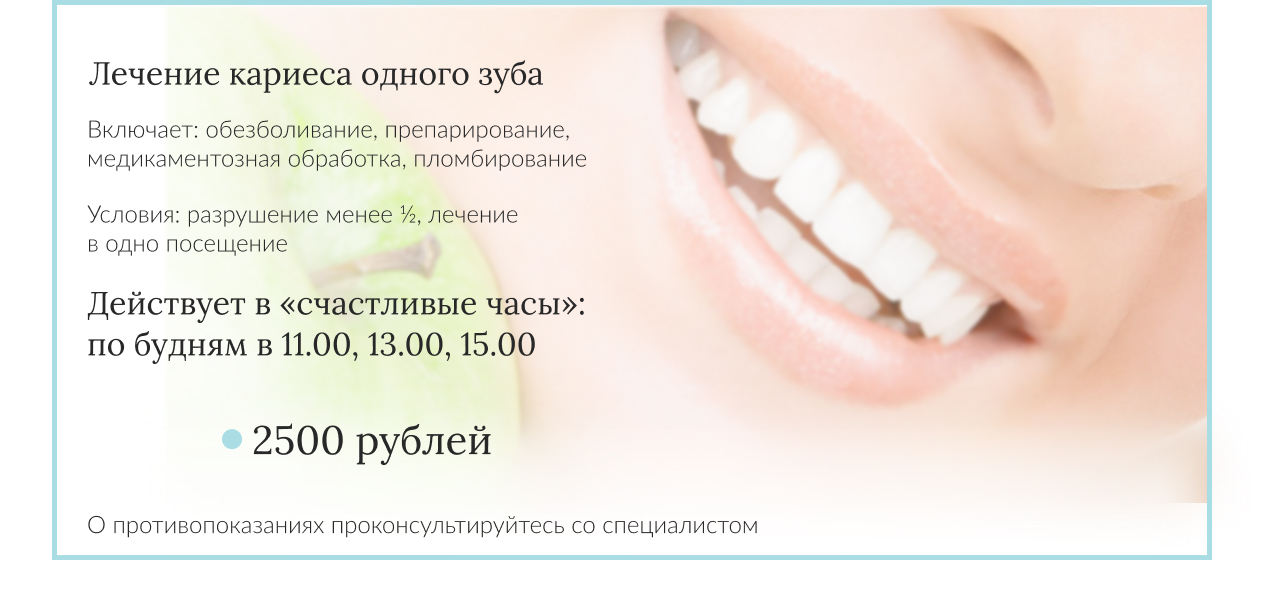 Лечение кариеса одного зуба
Включает: обезболивание, препарирование,
медикаментозная обработка, пломбирование
Условия: разрушение менее ½, лечение
в одно посещение
Действует в «счастливые часы»:
по будням в 11.00, 13.00, 15.00
2500 рублей
О противопоказаниях проконсультируйтесь со специалистом